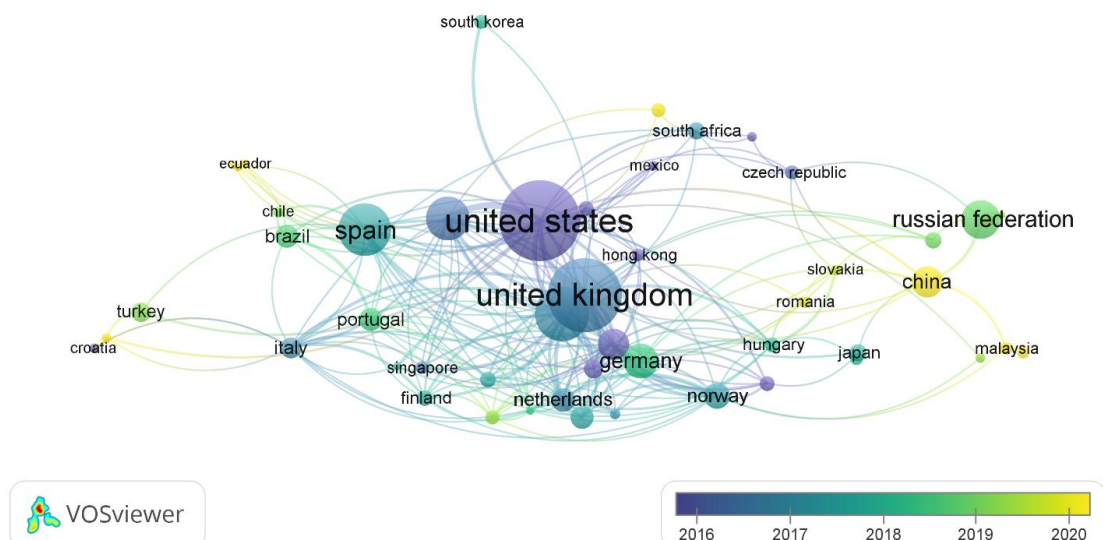 south korea
south africa
mexico
czech republic
ecuador
chile
brazil
spain
united states
russian federation
hong kong
slovakia
china
united kingdom
romania
turkey
portugal
croatia
italy
hungary
japan
malaysia
singapore
germany
finland
netherlands
norway
VOSviewer
2016 2017 2018 2019 2020